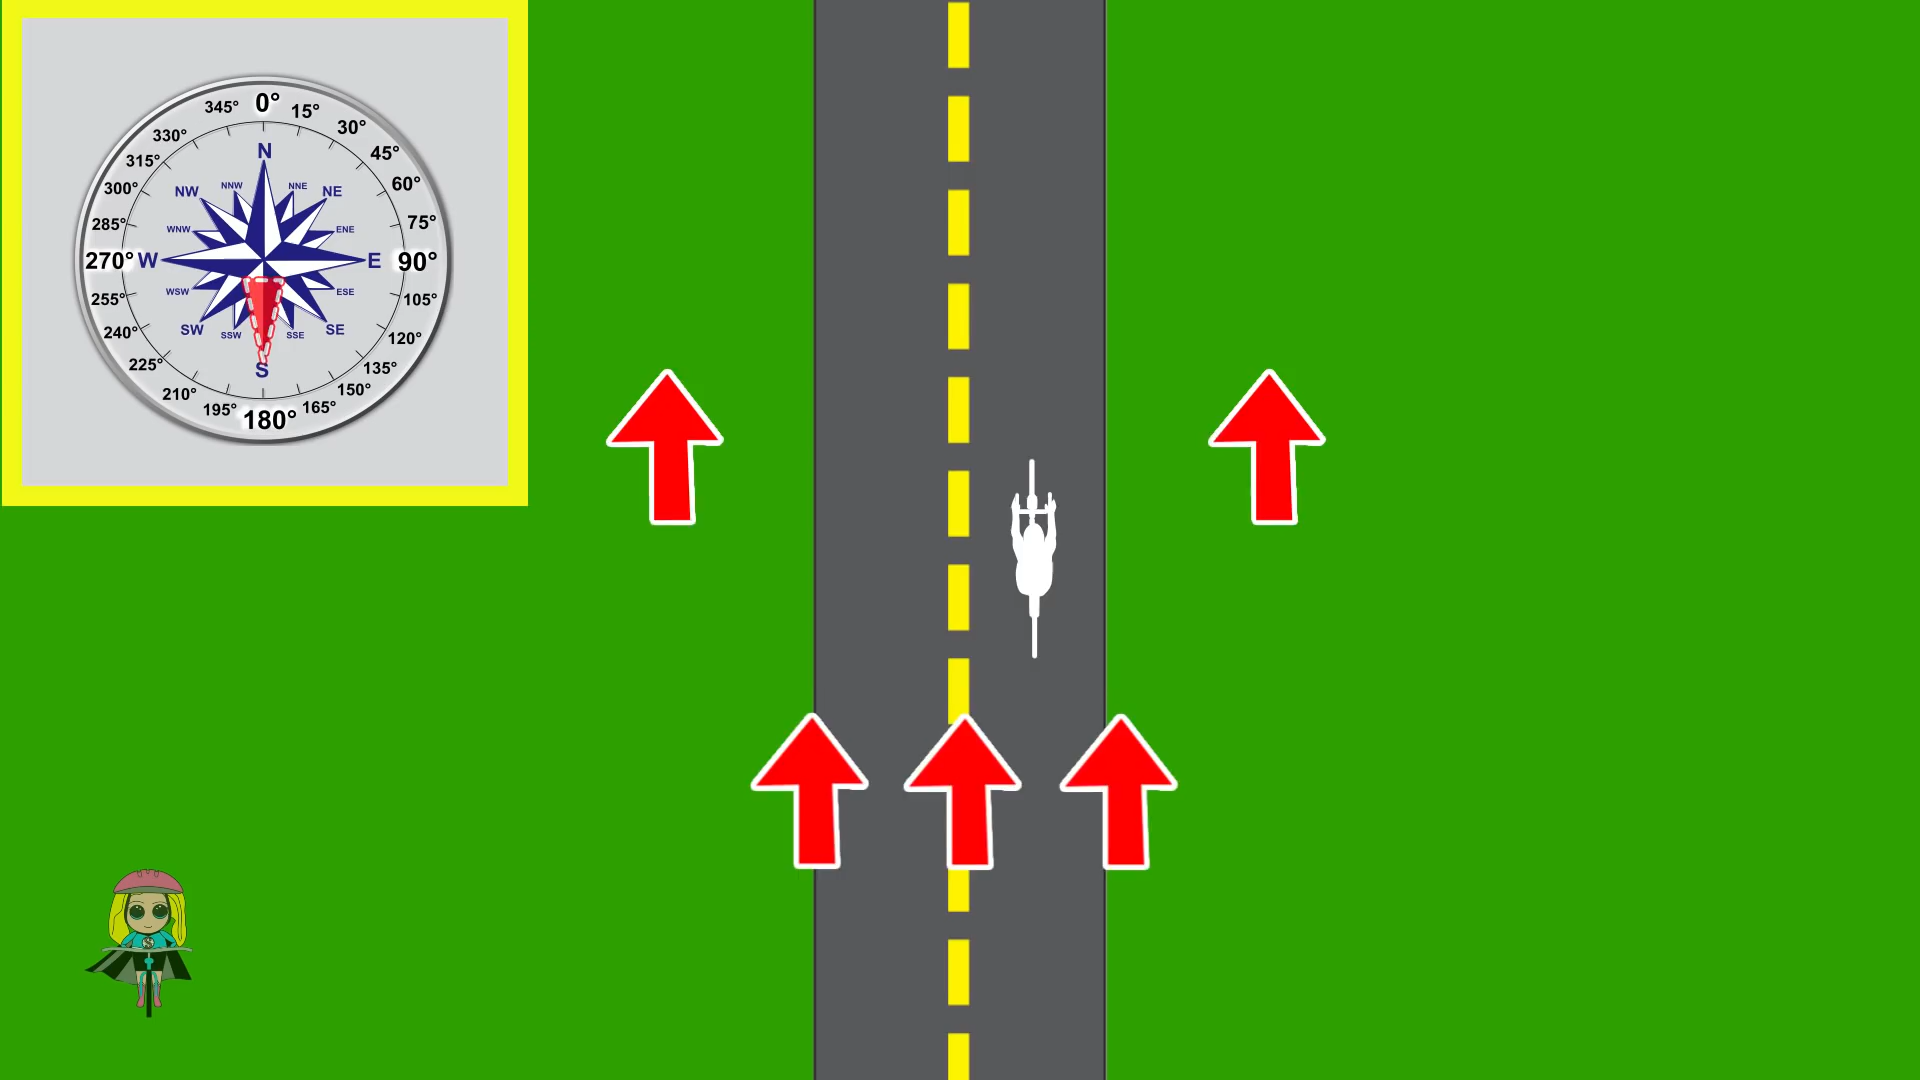 345° 0° 15°
330° 30°
315° N 45°
300° NW NNW NNE NE 60°
285° WNW ENE 75°
270° W E 90°
255° WSW ESE 105°
240° SW SSW SSE SE 120°
225° S 135°
210° 150°
195° 180° 165°